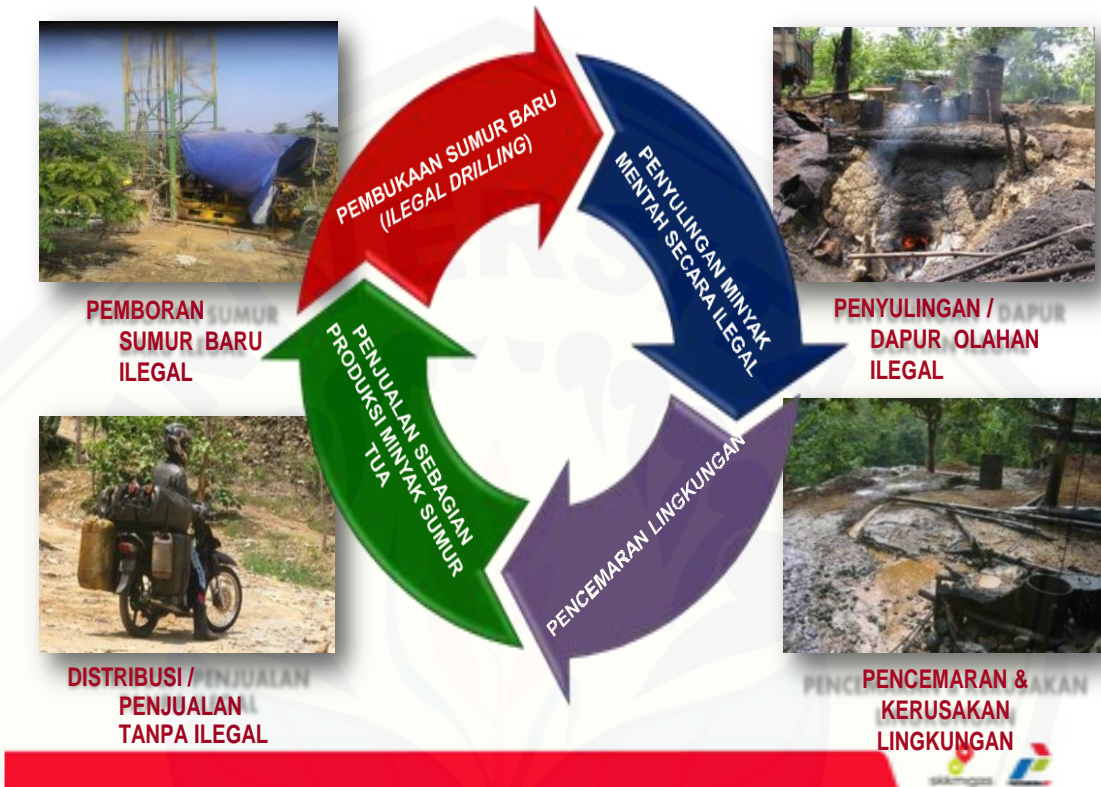 PEMBUKAAN SUMUR BARU
(ILEGAL DRILLING)
PENYULINGAN MINYAK
MENTAH SECARA ILEGAL
PEMBORAN
SUMUR BARU
ILEGAL
PENYULINGAN /
DAPUR OLAHAN
ILEGAL
PENJUALAN SEBAGIAN
PRODUKSI MINYAK SUMUR
TUA
PENCEMARAN LINGKUNGAN
DISTRIBUSI /
PENJUALAN
TANPA ILEGAL
PENCEMARAN &
KERUSAKAN
LINGKUNGAN
skkmigas